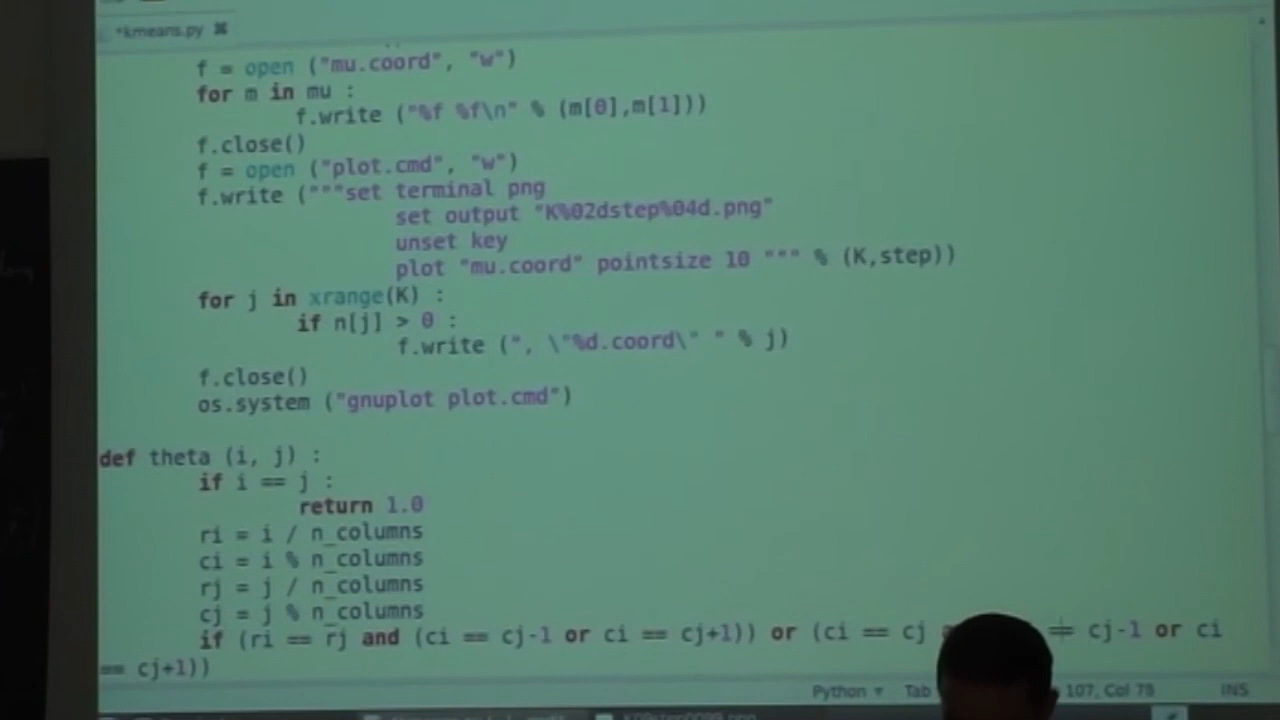 *kmeans.py ✖
f = open ("mu.coord", "w")
for m in mu :
f.write ("%f %f\n" % (m[0],m[1]))
f.close()
f = open ("plot.cmd", "w")
f.write ("""set terminal png
set output "K%02dstep%04d.png"
unset key
plot "mu.coord" pointsize 10 """ % (K,step))
for j in xrange(K) :
if n[j] > 0 :
f.write (", \"%d.coord\" " % j)
f.close()
os.system ("gnuplot plot.cmd")
def theta (i, j) :
if i == j :
return 1.0
ri = i / n_columns
ci = i % n_columns
rj = j / n_columns
cj = j % n_columns
if (ri == rj and (ci == cj-1 or ci == cj+1)) or (ci == cj == cj-1 or ci
== cj+1))
Python Tab 107, Col 78 INS